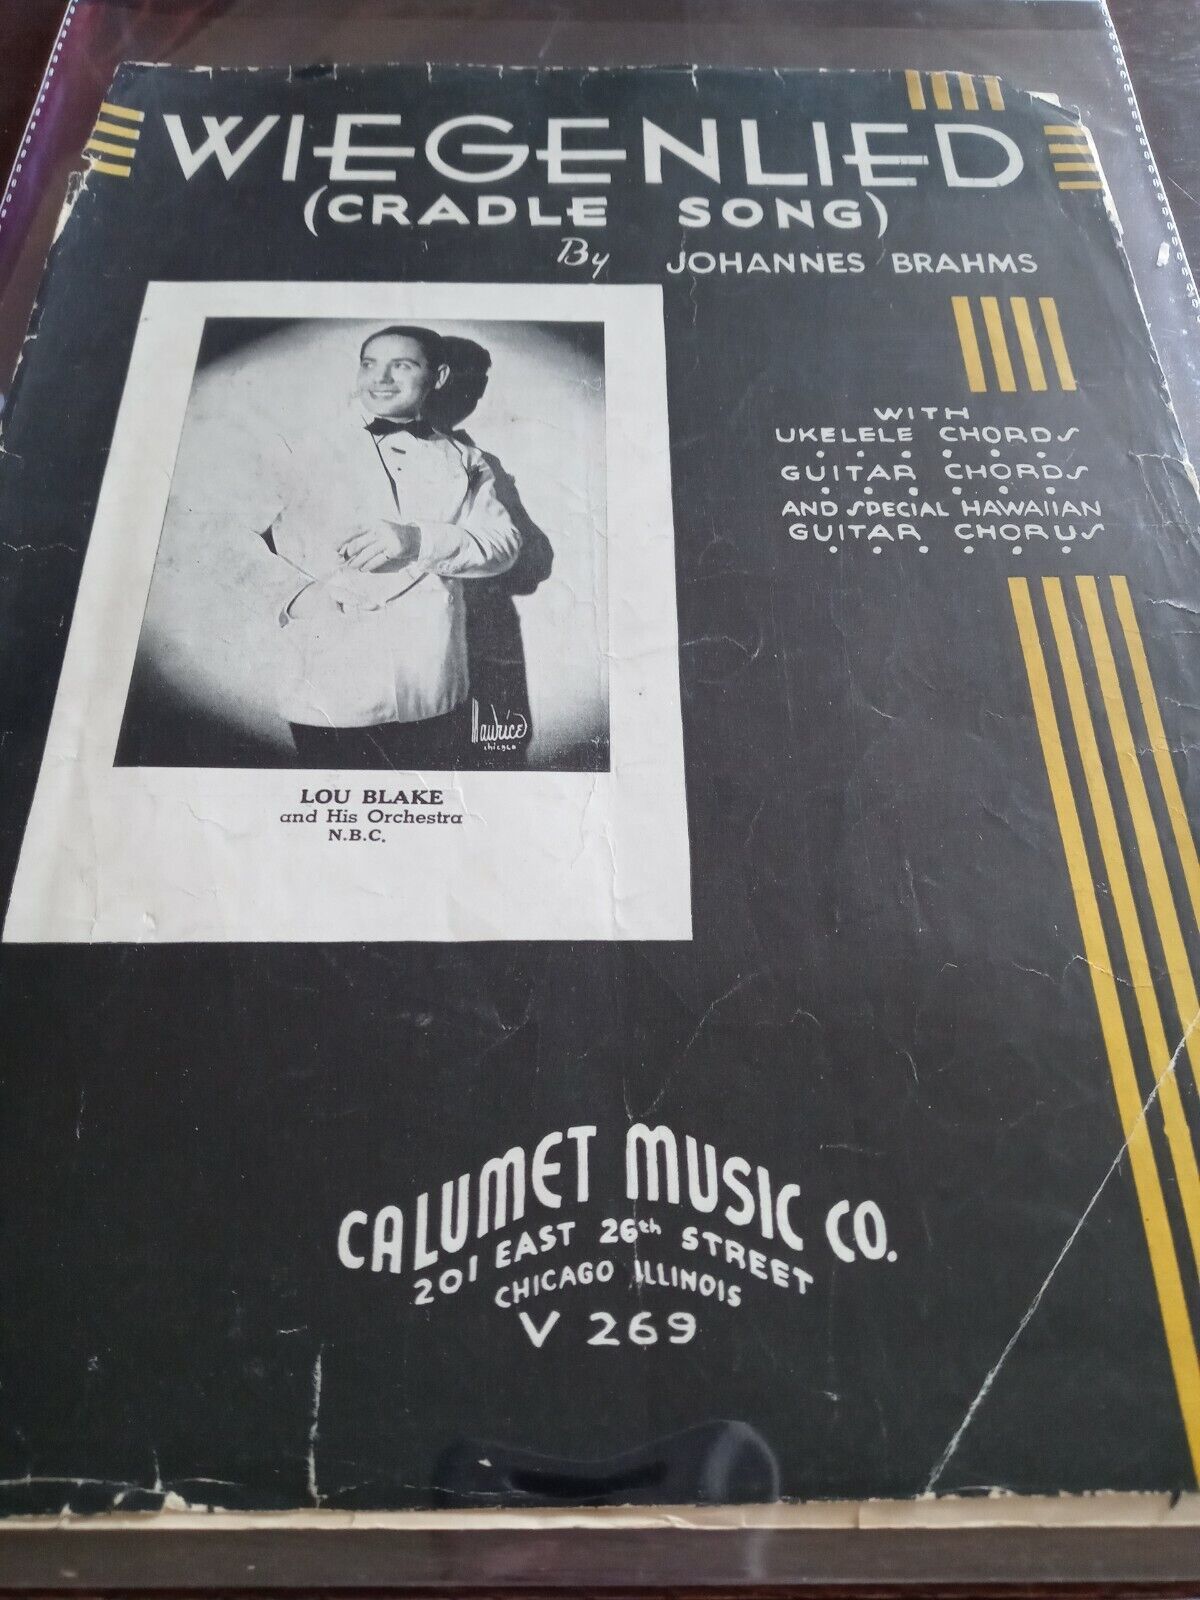 WIEGENLIED
(CRADLE SONG)
By JOHANNES BRAHMS
WITH
UKELELE CHORDS
GUITAR CHORDS
AND SPECIAL HAWAIIAN
GUITAR CHORUS
Maurice
chicago
LOU BLAKE
and His Orchestra
N.B.C.
CALUMET MUSIC CO.
201 EAST 26th STREET
CHICAGO ILLINOIS
V 269